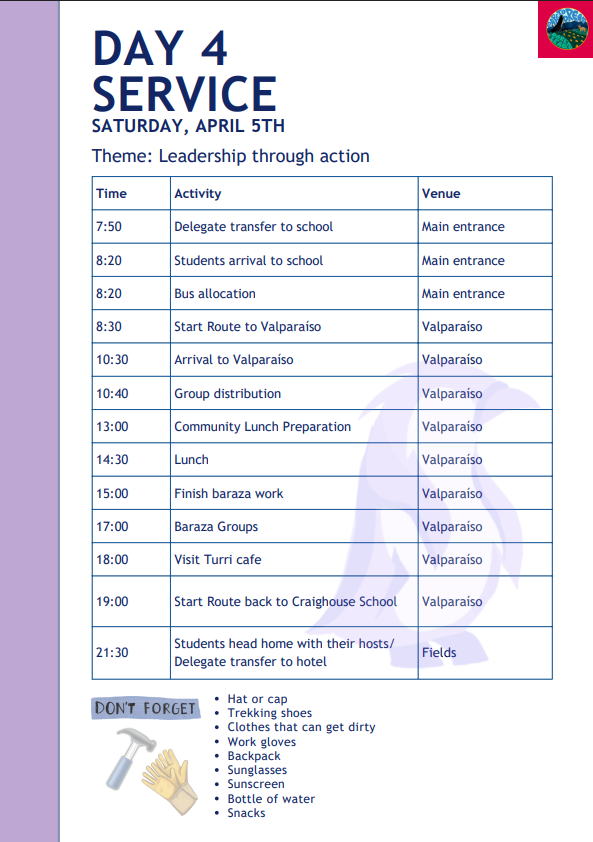 DAY 4
SERVICE
SATURDAY, APRIL 5TH
Theme: Leadership through action
Time Activity Venue
7:50 Delegate transfer to school Main entrance
8:20 Students arrival to school Main entrance
8:20 Bus allocation Main entrance
8:30 Start Route to Valparaíso Valparaíso
10:30 Arrival to Valparaíso Valparaíso
10:40 Group distribution Valparaíso
13:00 Community Lunch Preparation Valparaíso
14:30 Lunch Valparaíso
15:00 Finish baraza work Valparaíso
17:00 Baraza Groups Valparaíso
18:00 Visit Turri cafe Valparaíso
19:00 Start Route back to Craighouse School Valparaíso
21:30 Students head home with their hosts/ Fields
Delegate transfer to hotel
DON'T FORGET
• Hat or cap
• Trekking shoes
• Clothes that can get dirty
• Work gloves
• Backpack
• Sunglasses
• Sunscreen
• Bottle of water
• Snacks